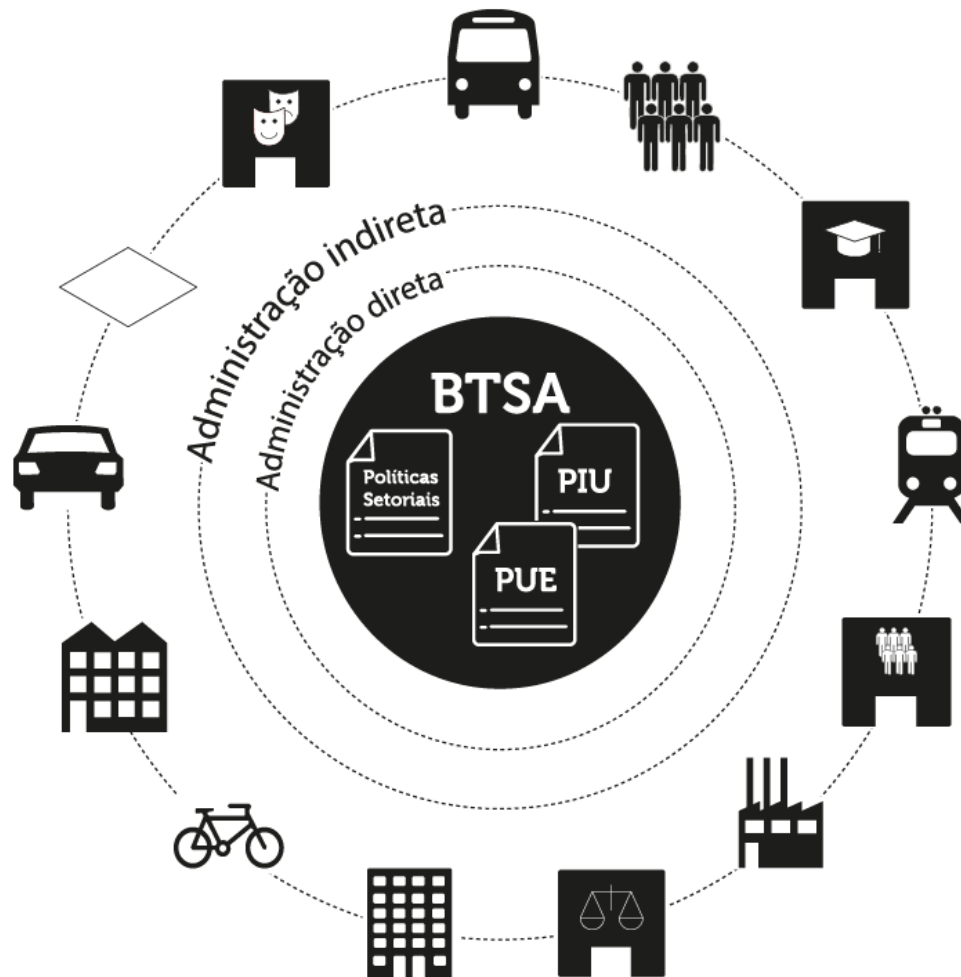 Administração indireta
Administração direta
BTSA
Políticas
Setoriais
PIU
PUE